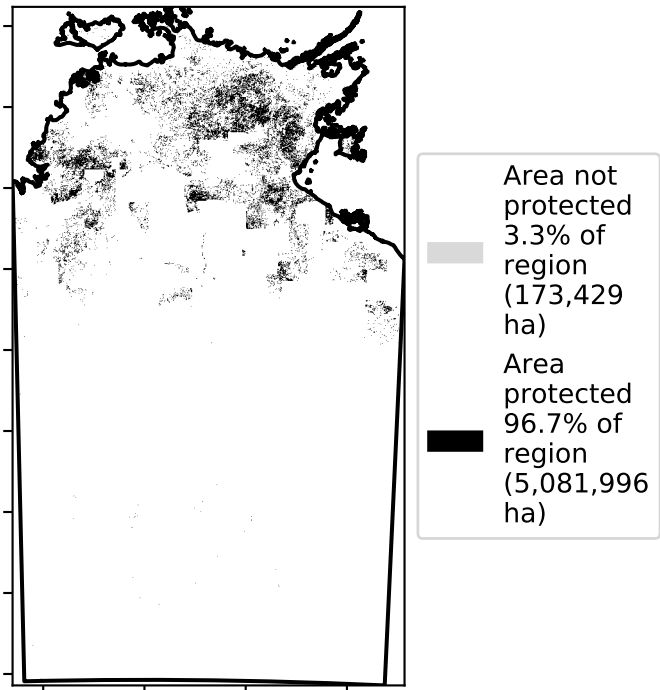 Area not
protected
3.3% of
region
(173,429
ha)
Area
protected
96.7% of
region
(5,081,996
ha)